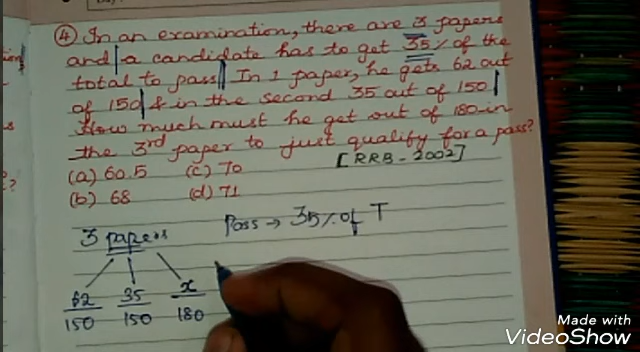 ④ In an examination, there are 3 papers
and a candidate has to get 35% of the
total to pass. In 1 paper, he gets 62 out
of 150 & in the second 35 out of 150.
How much must he get out of 180 in
the 3rd paper to just qualify for a pass?
[RRB - 2002]
(a) 60.5 (c) 70
(b) 68 (d) 71
3 papers Pass → 35% of T
62/150 35/150 x/180
Made with
VideoShow